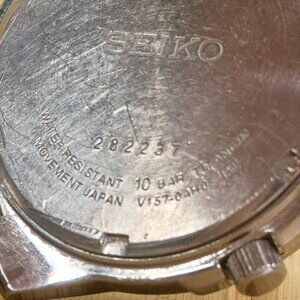 SEIKO
282237
WATER RESISTANT 10 BAR TITANIUM
MOVEMENT JAPAN V157-0AH0